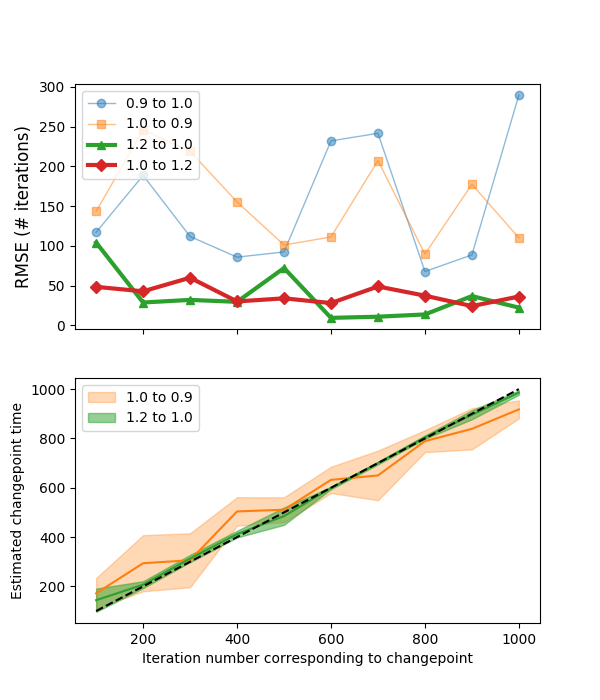 300
250
200
150
100
50
0
RMSE (# iterations)
0.9 to 1.0
1.0 to 0.9
1.2 to 1.0
1.0 to 1.2
1000
800
600
400
200
Estimated changepoint time
1.0 to 0.9
1.2 to 1.0
200 400 600 800 1000
Iteration number corresponding to changepoint